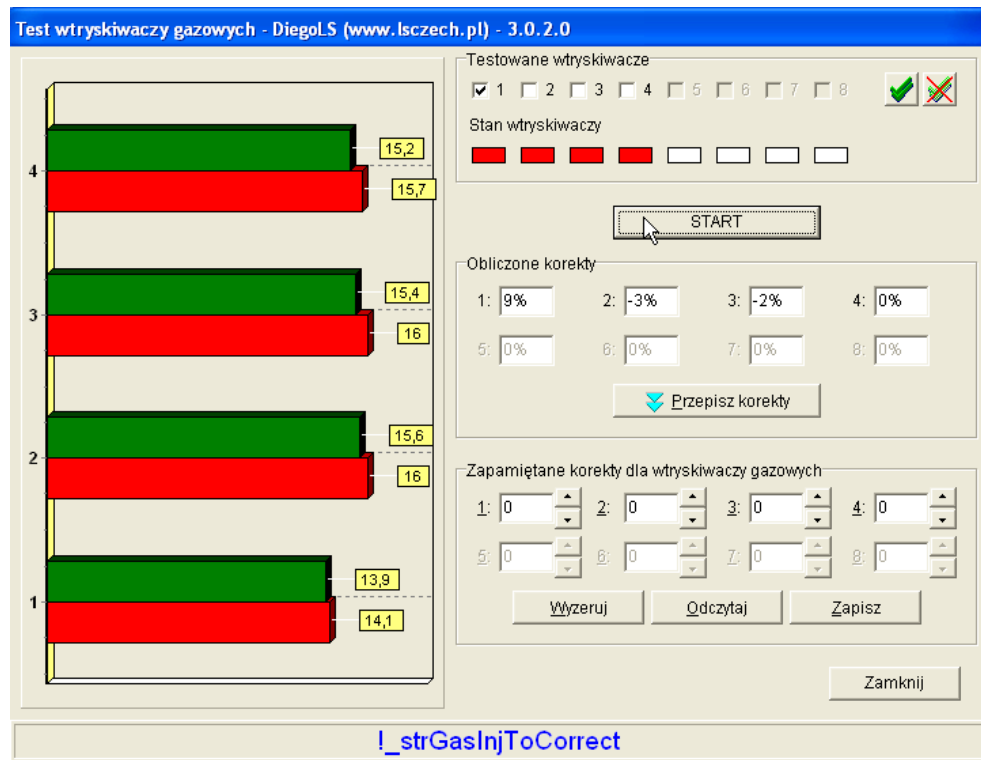 Test wtryskiwaczy gazowych - DiegoLS (www.lsczech.pl) - 3.0.2.0
4
15,2
15,7
3
15,4
16
2
15,6
16
1
13,9
14,1
Testowane wtryskiwacze
1 2 3 4 5 6 7 8
Stan wtryskiwaczy
START
Obliczone korekty
1: 9% 2: -3% 3: -2% 4: 0%
5: 0% 6: 0% 7: 0% 8: 0%
Przepisz korekty
Zapamiętane korekty dla wtryskiwaczy gazowych
1: 0 2: 0 3: 0 4: 0
5: 0 6: 0 7: 0 8: 0
Wyzeruj Odczytaj Zapisz
Zamknij
!_strGasInjToCorrect